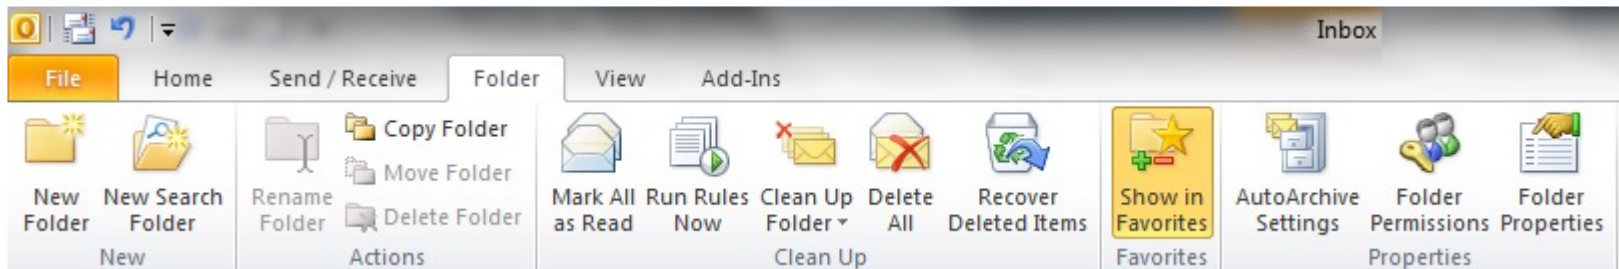 Inbox
File Home Send / Receive Folder View Add-Ins
New Folder
New Search Folder
New
Rename Folder
Copy Folder
Move Folder
Delete Folder
Actions
Mark All as Read
Run Rules Now
Clean Up Folder
Delete All
Recover Deleted Items
Clean Up
Show in Favorites
Favorites
AutoArchive Settings
Folder Permissions
Folder Properties
Properties